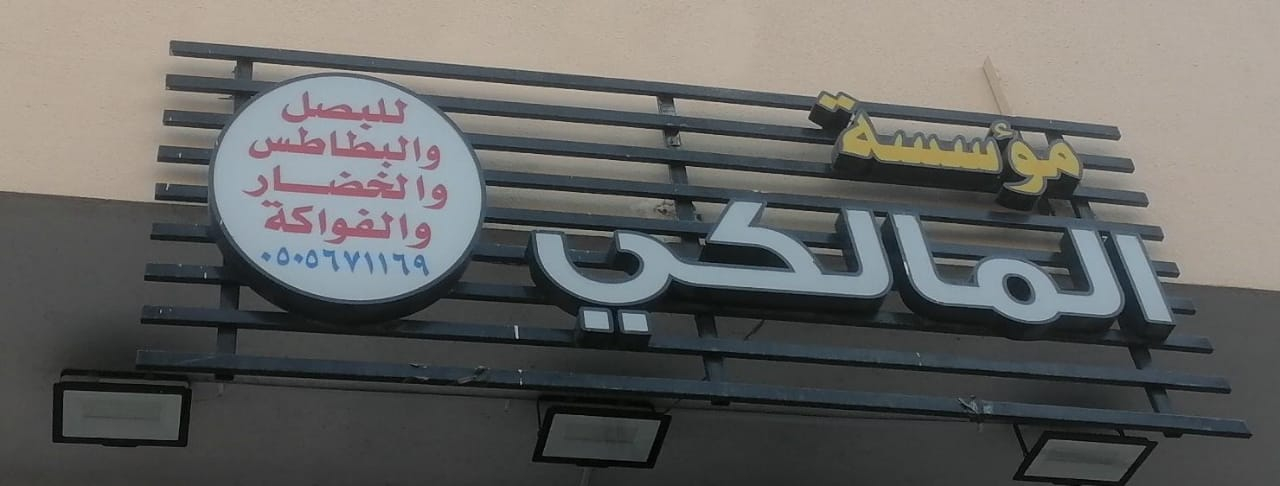 مؤسسة
المالكي
للبصل
والبطاطس
والخضار
والفواكة
٠٥٠٥٦٧١١٦٩